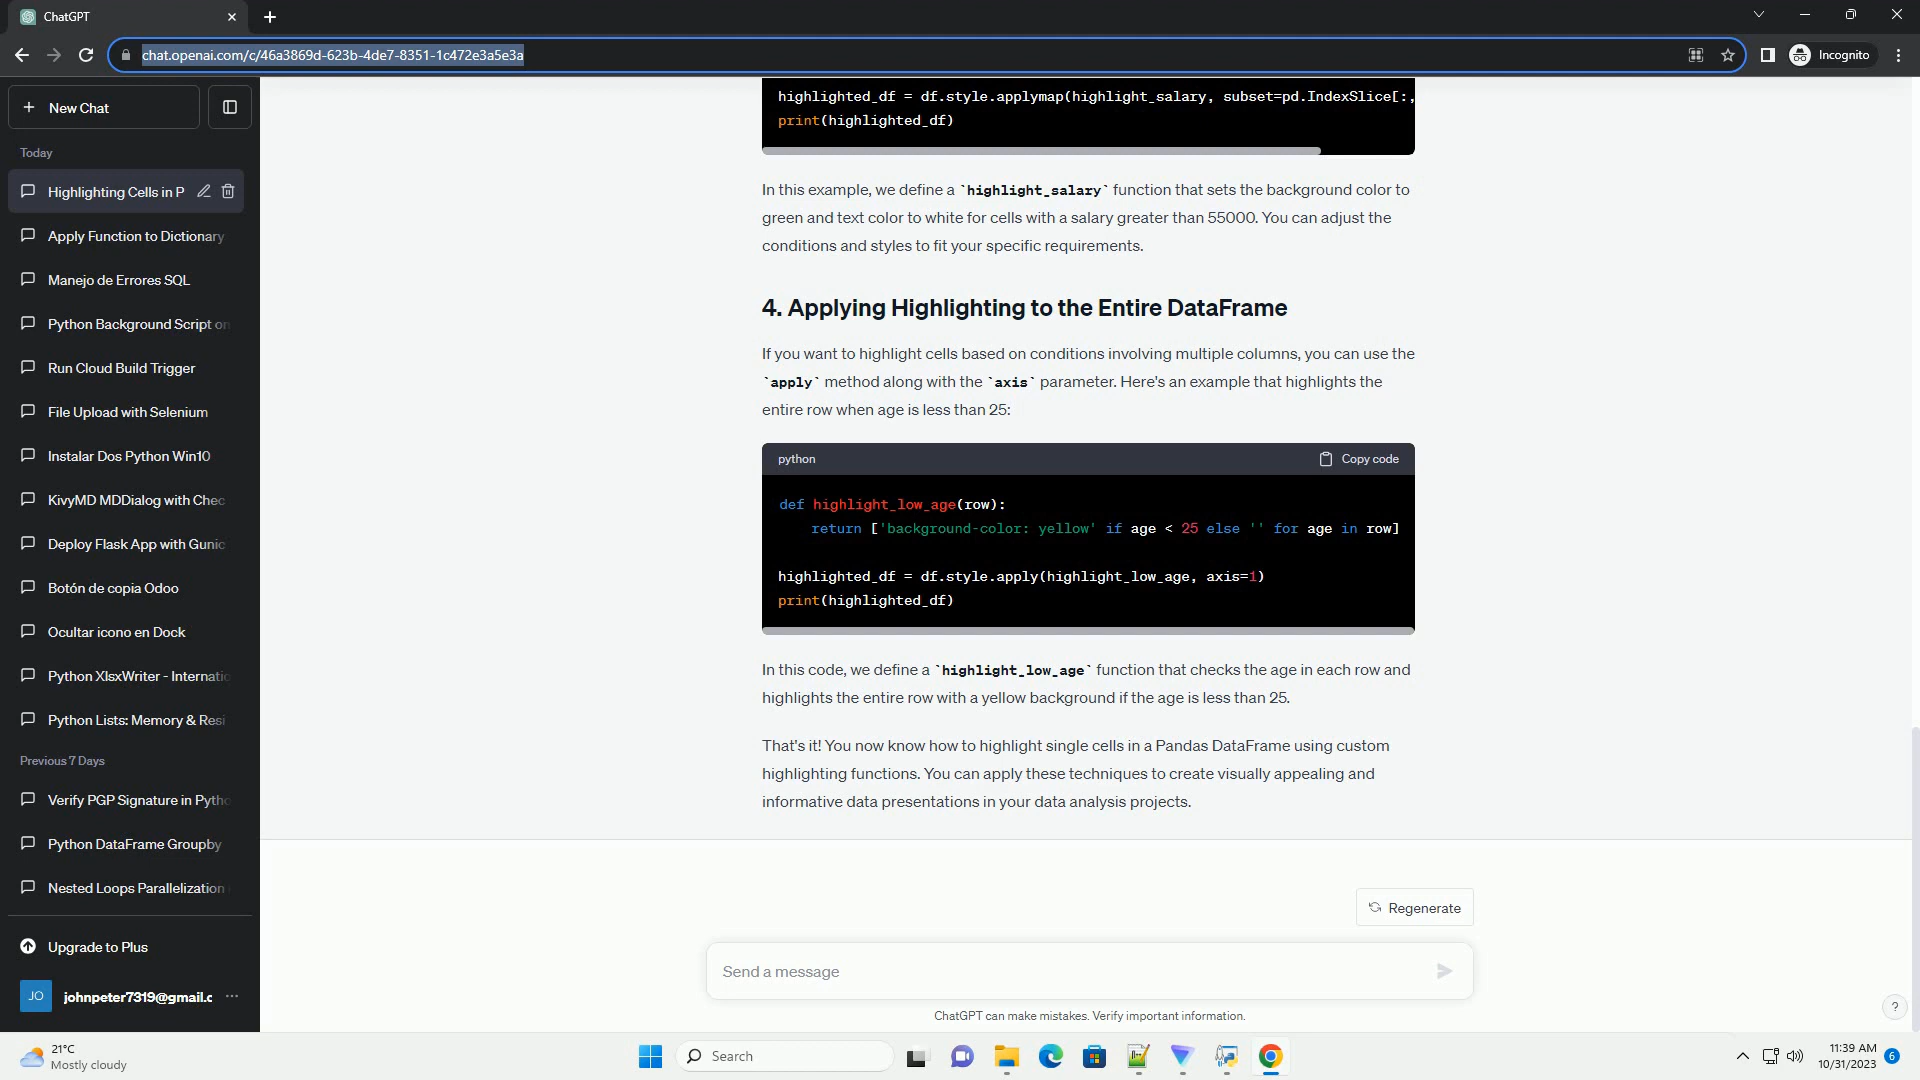 ChatGPT
chat.openai.com/c/46a3869d-623b-4de7-8351-1c472e3a5e3a
Incognito
New Chat
Today
Highlighting Cells in P
Apply Function to Dictionary
Manejo de Errores SQL
Python Background Script on
Run Cloud Build Trigger
File Upload with Selenium
Instalar Dos Python Win10
KivyMD MDDialog with Chec
Deploy Flask App with Gunic
Botón de copia Odoo
Ocultar icono en Dock
Python XlsxWriter - Internatio
Python Lists: Memory & Resi
Previous 7 Days
Verify PGP Signature in Pytho
Python DataFrame Groupby
Nested Loops Parallelization
Upgrade to Plus
JO
johnpeter7319@gmail.c
highlighted_df = df.style.applymap(highlight_salary, subset=pd.IndexSlice[:,
print(highlighted_df)
In this example, we define a `highlight_salary` function that sets the background color to
green and text color to white for cells with a salary greater than 55000. You can adjust the
conditions and styles to fit your specific requirements.
4. Applying Highlighting to the Entire DataFrame
If you want to highlight cells based on conditions involving multiple columns, you can use the
`apply` method along with the `axis` parameter. Here's an example that highlights the
entire row when age is less than 25:
python
Copy code
def highlight_low_age(row):
    return ['background-color: yellow' if age < 25 else '' for age in row]
highlighted_df = df.style.apply(highlight_low_age, axis=1)
print(highlighted_df)
In this code, we define a `highlight_low_age` function that checks the age in each row and
highlights the entire row with a yellow background if the age is less than 25.
That's it! You now know how to highlight single cells in a Pandas DataFrame using custom
highlighting functions. You can apply these techniques to create visually appealing and
informative data presentations in your data analysis projects.
Regenerate
Send a message
ChatGPT can make mistakes. Verify important information.
?
21°C
Mostly cloudy
Search
11:39 AM
10/31/2023
6